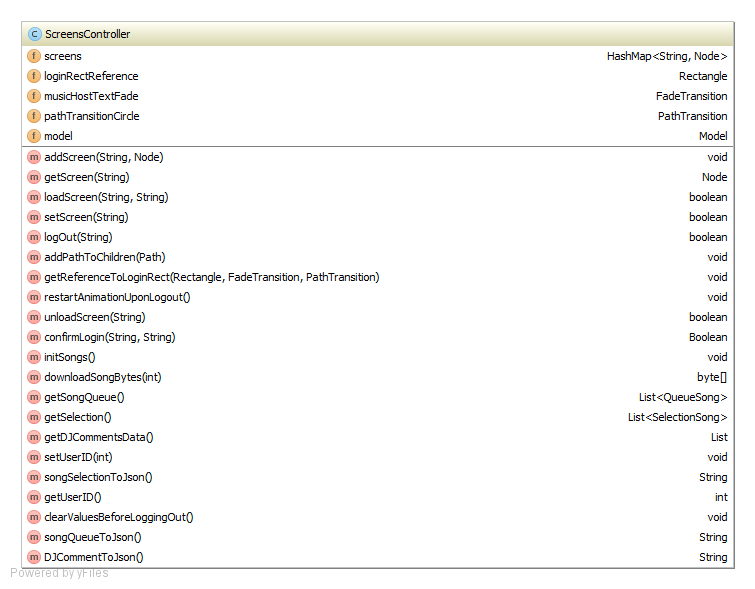 C ScreensController
f screens HashMap<String, Node>
f loginRectReference Rectangle
f musicHostTextFade FadeTransition
f pathTransitionCircle PathTransition
f model Model
m addScreen(String, Node) void
m getScreen(String) Node
m loadScreen(String, String) boolean
m setScreen(String) boolean
m logOut(String) boolean
m addPathToChildren(Path) void
m getReferenceToLoginRect(Rectangle, FadeTransition, PathTransition) void
m restartAnimationUponLogout() void
m unloadScreen(String) boolean
m confirmLogin(String, String) Boolean
m initSongs() void
m downloadSongBytes(int) byte[]
m getSongQueue() List<QueueSong>
m getSelection() List<SelectionSong>
m getDJCommentsData() List
m setUserID(int) void
m songSelectionToJson() String
m getUserID() int
m clearValuesBeforeLoggingOut() void
m songQueueToJson() String
m DJCommentToJson() String
Powered by yFiles